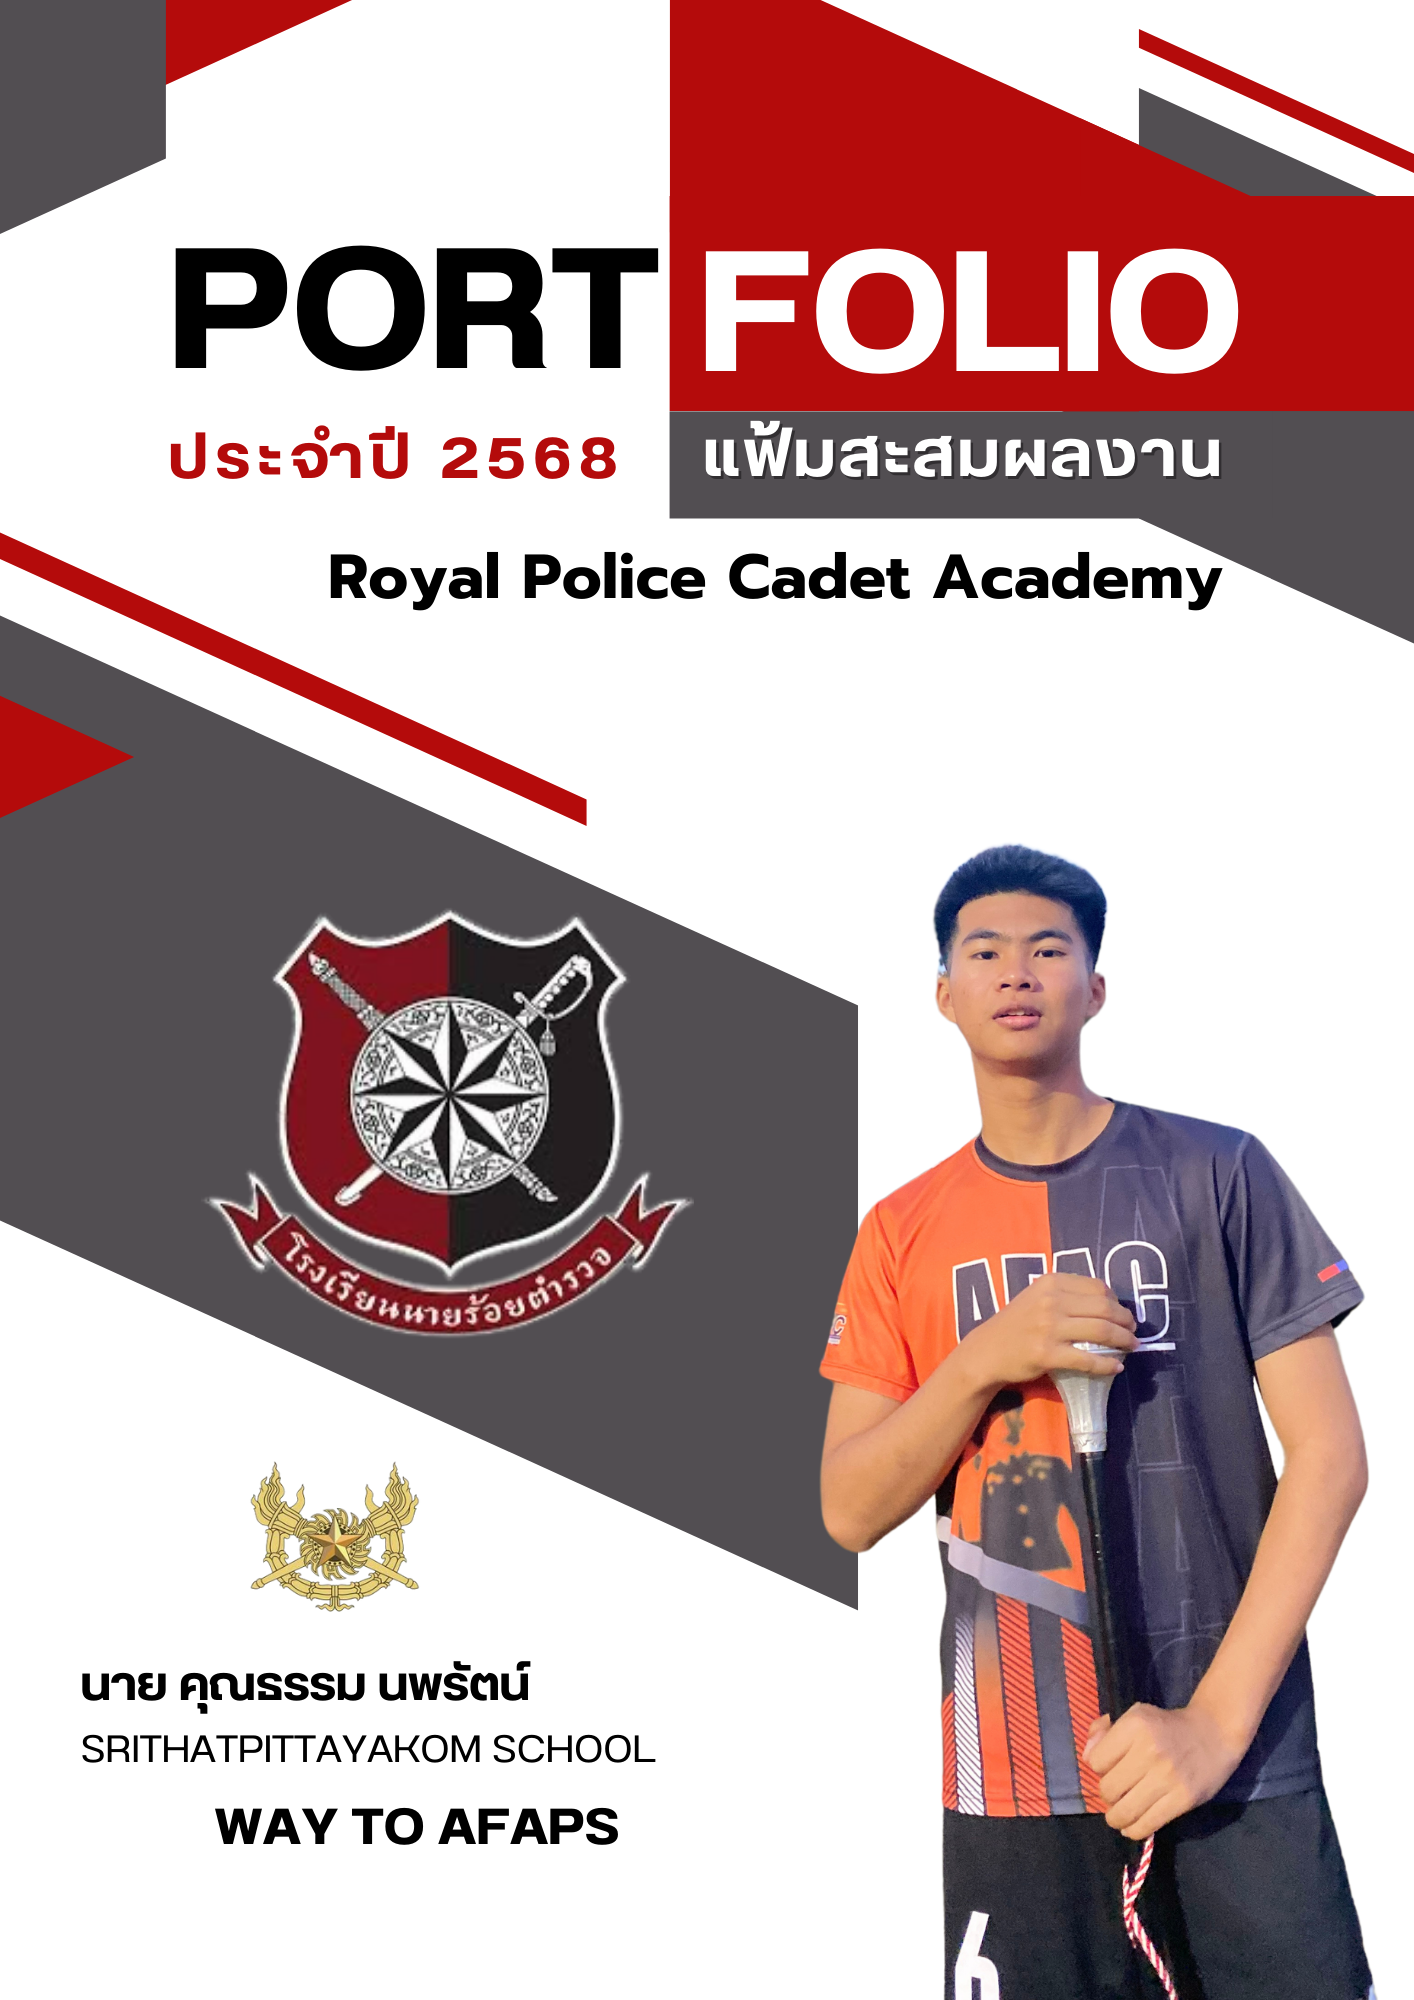 PORTFOLIO
ประจำปี 2568 แฟ้มสะสมผลงาน
Royal Police Cadet Academy
โรงเรียนนายร้อยตำรวจ
AFAC
นาย คุณธรรม นพรัตน์
SRITHATPITTAYAKOM SCHOOL
WAY TO AFAPS
6